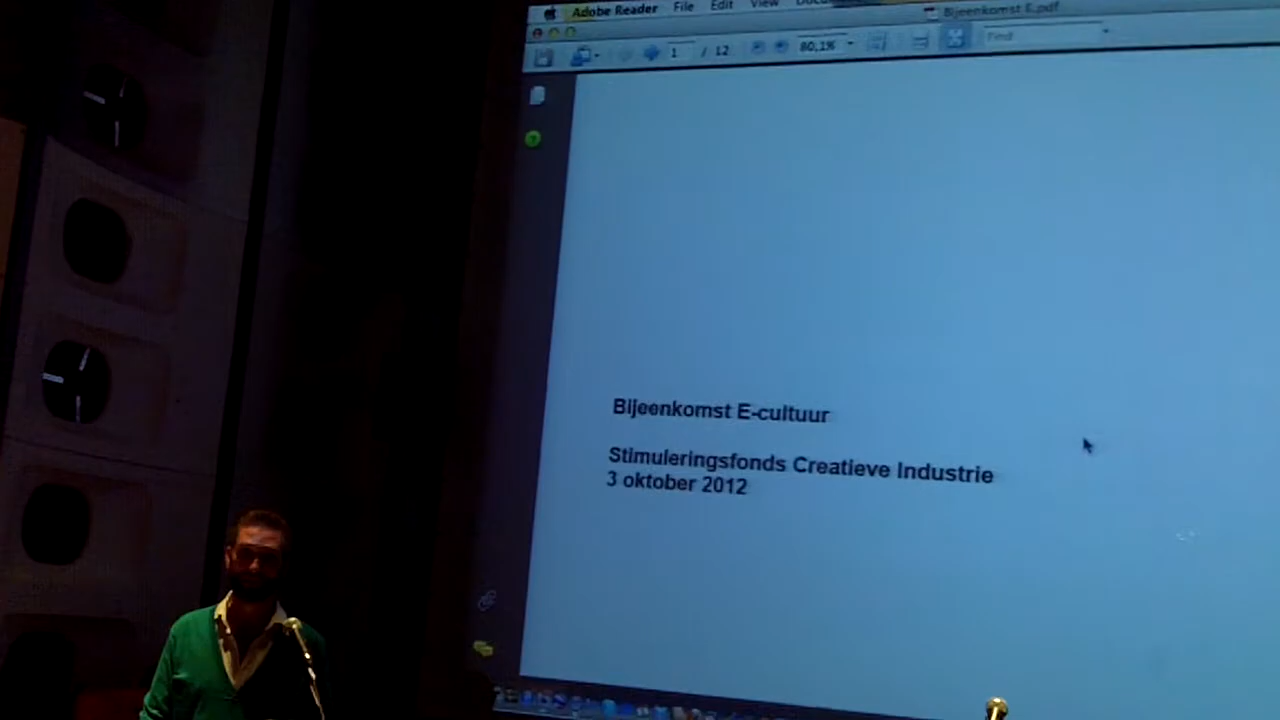 Adobe Reader File Edit View
Bijeenkomst E.pdf
1 / 12 80,1% Find
Bijeenkomst E-cultuur
Stimuleringsfonds Creatieve Industrie
3 oktober 2012